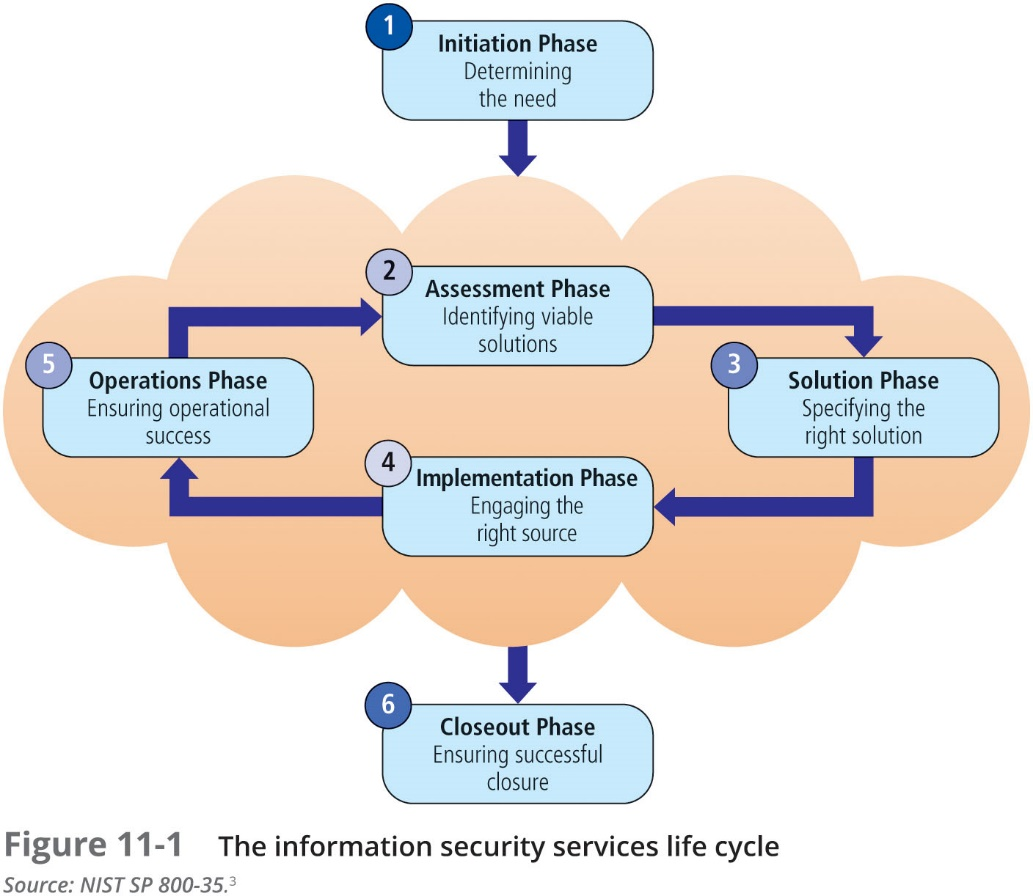 1
Initiation Phase
Determining
the need
2
Assessment Phase
Identifying viable
solutions
3
Solution Phase
Specifying the
right solution
4
Implementation Phase
Engaging the
right source
5
Operations Phase
Ensuring operational
success
6
Closeout Phase
Ensuring successful
closure
Figure 11-1 The information security services life cycle
Source: NIST SP 800-35.³